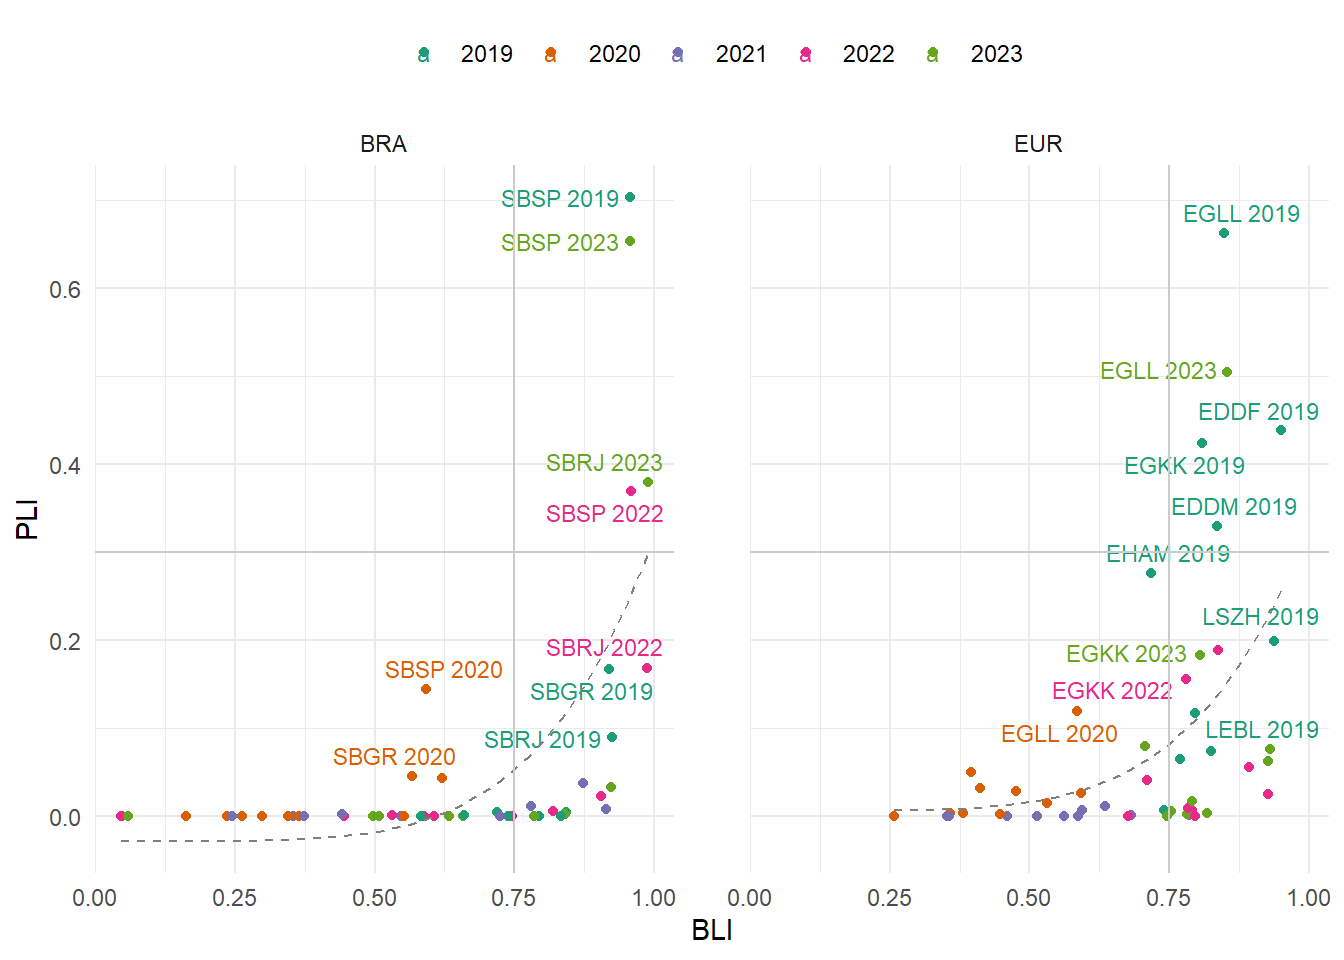 a 2019 a 2020 a 2021 a 2022 a 2023
BRA EUR
SBSP 2019
EGLL 2019
SBSP 2023
0.6
EGLL 2023
EDDF 2019
SBRJ 2023
EGKK 2019
0.4
SBSP 2022
EDDM 2019
PLI
EHAM 2019
LSZH 2019
0.2
SBRJ 2022
EGKK 2023
SBSP 2020
SBGR 2019
EGKK 2022
SBRJ 2019
EGLL 2020
LEBL 2019
SBGR 2020
0.0
0.00 0.25 0.50 0.75 1.00 0.00 0.25 0.50 0.75 1.00
BLI